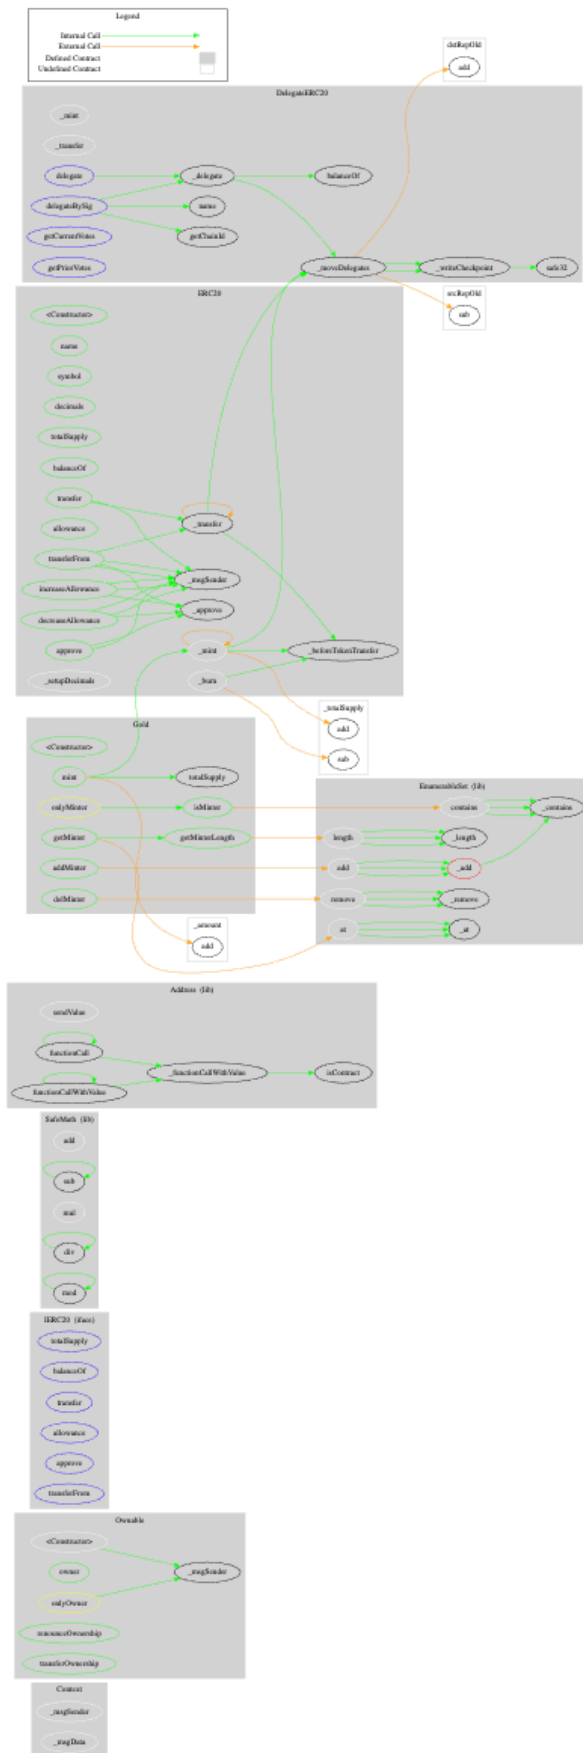 Legend
Internal Call
External Call
Defined Contract
Undefined Contract
dstRepOld
add
DelegateERC20
_mint
_transfer
delegate
_delegate
balanceOf
delegateBySig
name
getCurrentVotes
getChainId
getPriorVotes
_moveDelegates
_writeCheckpoint
safe32
srcRepOld
sub
ERC20
<Constructor>
name
symbol
decimals
totalSupply
balanceOf
transfer
allowance
_transfer
transferFrom
increaseAllowance
_msgSender
decreaseAllowance
_approve
approve
_mint
_beforeTokenTransfer
_setupDecimals
_burn
_totalSupply
add
sub
Gold
<Constructor>
mint
totalSupply
onlyMinter
isMinter
getMinter
getMinterLength
addMinter
delMinter
EnumerableSet (lib)
contains
_contains
length
_length
add
_add
remove
_remove
at
_at
_amount
add
Address (lib)
sendValue
functionCall
_functionCallWithValue
isContract
functionCallWithValue
SafeMath (lib)
add
sub
mul
div
mod
IERC20 (iface)
totalSupply
balanceOf
transfer
allowance
approve
transferFrom
Ownable
<Constructor>
owner
_msgSender
onlyOwner
renounceOwnership
transferOwnership
Context
_msgSender
_msgData